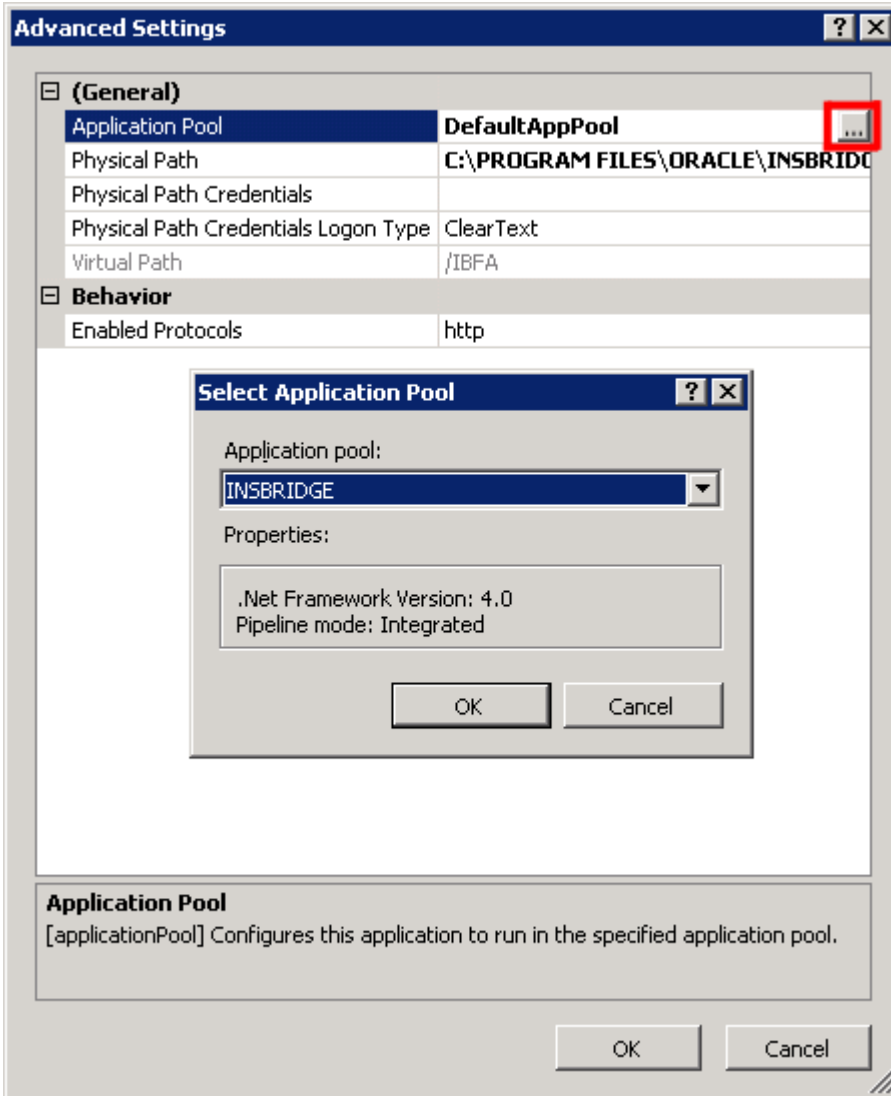 Advanced Settings
(General)
Application Pool DefaultAppPool ...
Physical Path C:\PROGRAM FILES\ORACLE\INSBRIDG
Physical Path Credentials
Physical Path Credentials Logon Type ClearText
Virtual Path /IBFA
Behavior
Enabled Protocols http
Select Application Pool
Application pool:
INSBRIDGE
Properties:
.Net Framework Version: 4.0
Pipeline mode: Integrated
OK Cancel
Application Pool
[applicationPool] Configures this application to run in the specified application pool.
OK Cancel